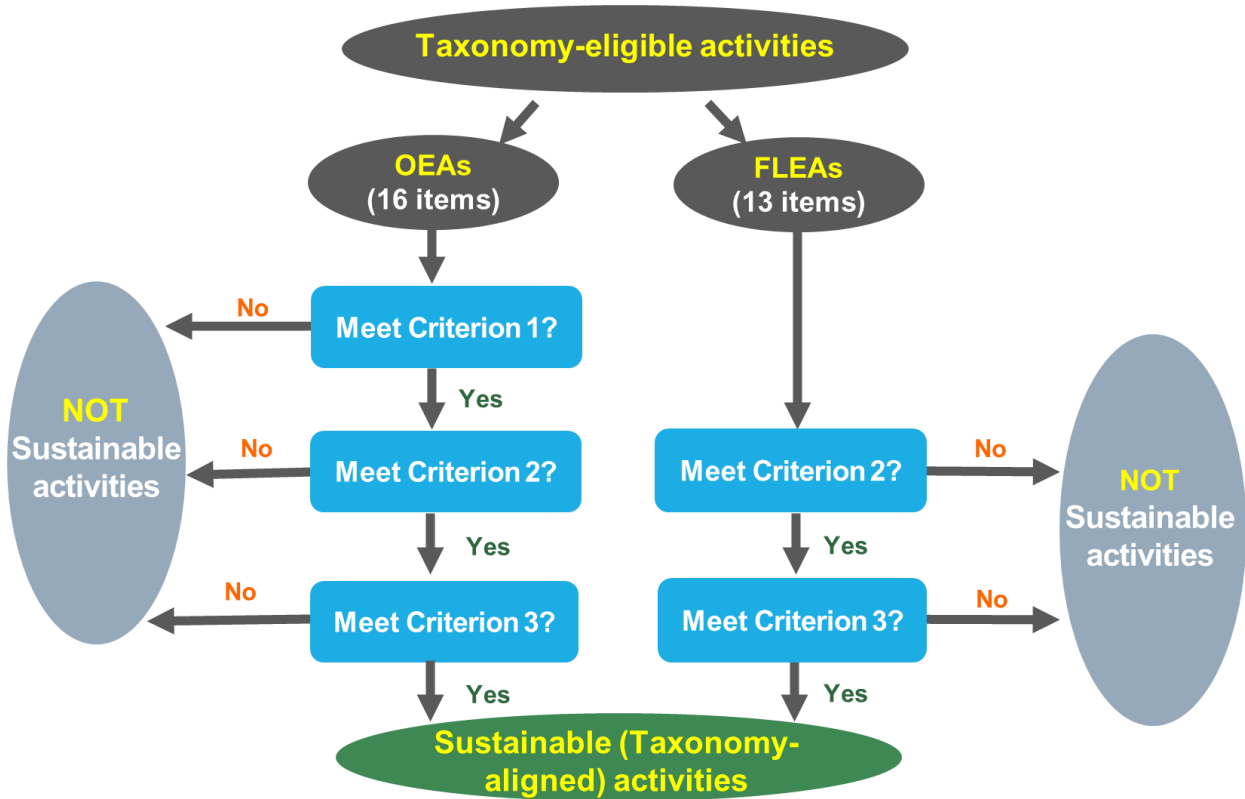 Taxonomy-eligible activities
OEAs
(16 items)
FLEAs
(13 items)
No
Meet Criterion 1?
Yes
NOT
Sustainable
activities
No
Meet Criterion 2?
Meet Criterion 2?
No
NOT
Sustainable
activities
Yes
Yes
No
Meet Criterion 3?
Meet Criterion 3?
No
Yes
Yes
Sustainable (Taxonomy-
aligned) activities